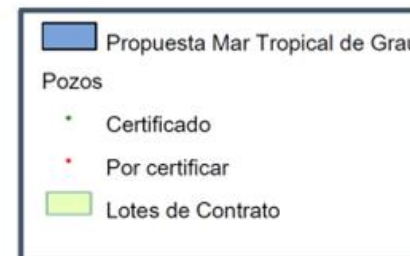 Propuesta Mar Tropical de Grau
Pozos
Certificado
Por certificar
Lotes de Contrato